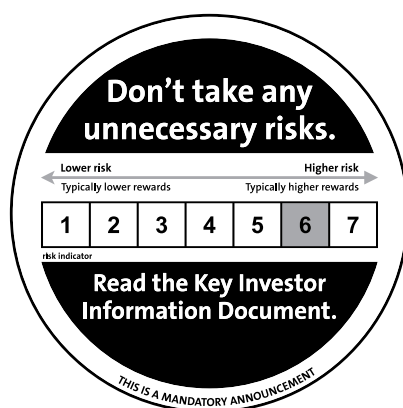 Don't take any
unnecessary risks.
Lower risk Higher risk
Typically lower rewards Typically higher rewards
1 2 3 4 5 6 7
risk indicator
Read the Key Investor
Information Document.
THIS IS A MANDATORY ANNOUNCEMENT